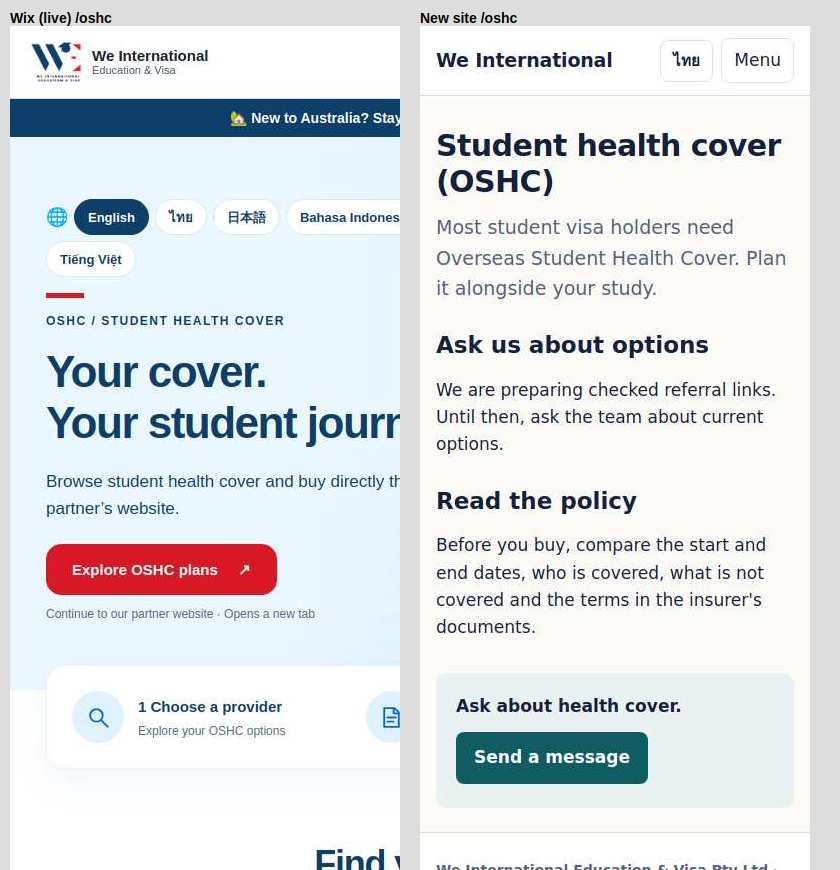 Wix (live) /oshc
We International
Education & Visa
WE INTERNATIONAL
EDUCATION & VISA
🏡 New to Australia? Stay
🌐 English ไทย 日本語 Bahasa Indones
Tiếng Việt
OSHC / STUDENT HEALTH COVER
Your cover.
Your student journ
Browse student health cover and buy directly th
partner’s website.
Explore OSHC plans ↗
Continue to our partner website · Opens a new tab
1 Choose a provider
Explore your OSHC options
Find
New site /oshc
We International
ไทย
Menu
Student health cover
(OSHC)
Most student visa holders need
Overseas Student Health Cover. Plan
it alongside your study.
Ask us about options
We are preparing checked referral links.
Until then, ask the team about current
options.
Read the policy
Before you buy, compare the start and
end dates, who is covered, what is not
covered and the terms in the insurer's
documents.
Ask about health cover.
Send a message
We International Education & Visa Pty Ltd ·